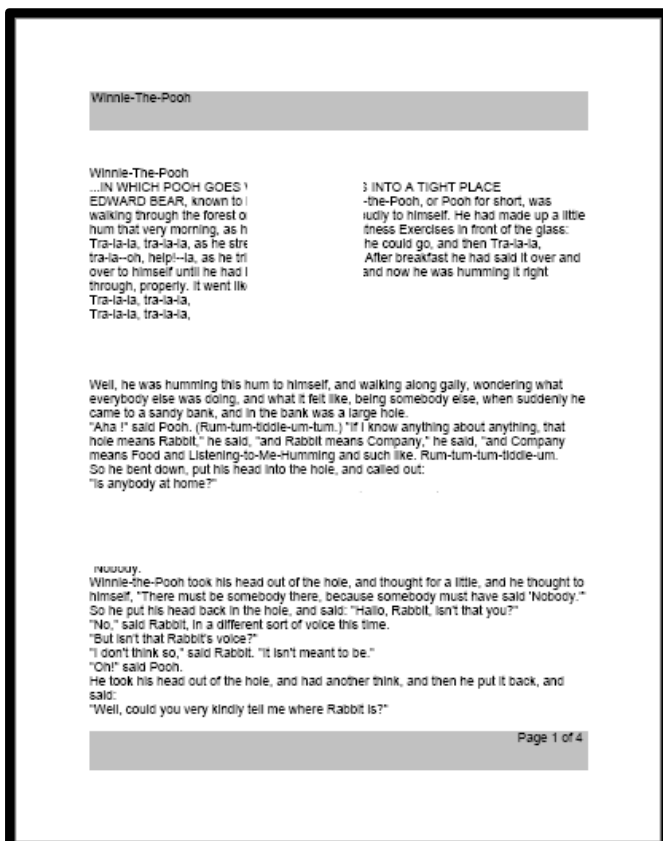 Winnie-The-Pooh
Winnie-The-Pooh
...IN WHICH POOH GOES S INTO A TIGHT PLACE
EDWARD BEAR, known to -the-Pooh, or Pooh for short, was
walking through the forest o udly to himself. He had made up a little
hum that very morning, as h tness Exercises in front of the glass:
Tra-la-la, tra-la-la, as he stre he could go, and then Tra-la-la,
tra-la--oh, help!--la, as he tri After breakfast he had said it over and
over to himself until he had and now he was humming it right
through, properly. It went lik
Tra-la-la, tra-la-la,
Tra-la-la, tra-la-la,
Well, he was humming this hum to himself, and walking along gaily, wondering what
everybody else was doing, and what it felt like, being somebody else, when suddenly he
came to a sandy bank, and in the bank was a large hole.
"Aha !" said Pooh. (Rum-tum-tiddle-um-tum.) "If I know anything about anything, that
hole means Rabbit," he said, "and Rabbit means Company," he said, "and Company
means Food and Listening-to-Me-Humming and such like. Rum-tum-tum-tiddle-um.
So he bent down, put his head into the hole, and called out:
"Is anybody at home?"
"Nobody.
Winnie-the-Pooh took his head out of the hole, and thought for a little, and he thought to
himself, "There must be somebody there, because somebody must have said 'Nobody.'"
So he put his head back in the hole, and said: "Hallo, Rabbit, isn't that you?"
"No," said Rabbit, in a different sort of voice this time.
"But isn't that Rabbit's voice?"
"I don't think so," said Rabbit. "It isn't meant to be."
"Oh!" said Pooh.
He took his head out of the hole, and had another think, and then he put it back, and
said:
"Well, could you very kindly tell me where Rabbit is?"
Page 1 of 4